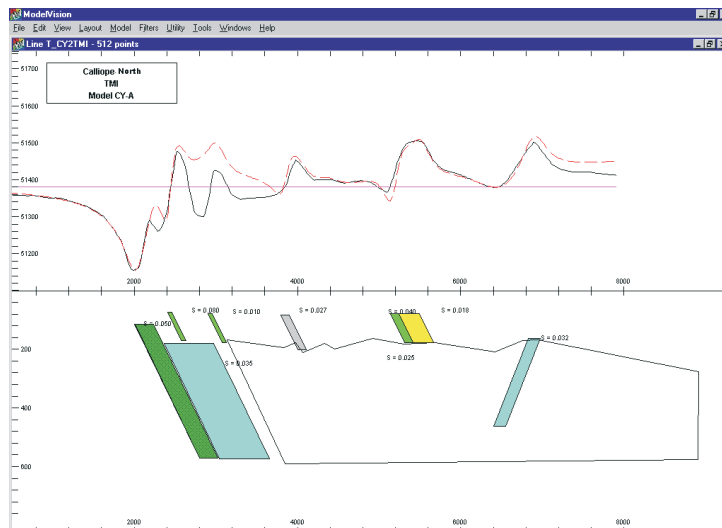 ModelVision
File Edit View Layout Model Filters Utility Tools Windows Help
Line T_CY2TMI - 512 points
Calliope-North
TMI
Model CY-A
51700
51600
51500
51400
51300
51200
2000 4000 6000 8000
S = 0.050
S = 0.080
S = 0.010
S = 0.027
S = 0.040
S = 0.018
S = 0.035
S = 0.025
S = 0.032
200
400
600
2000 4000 6000 8000